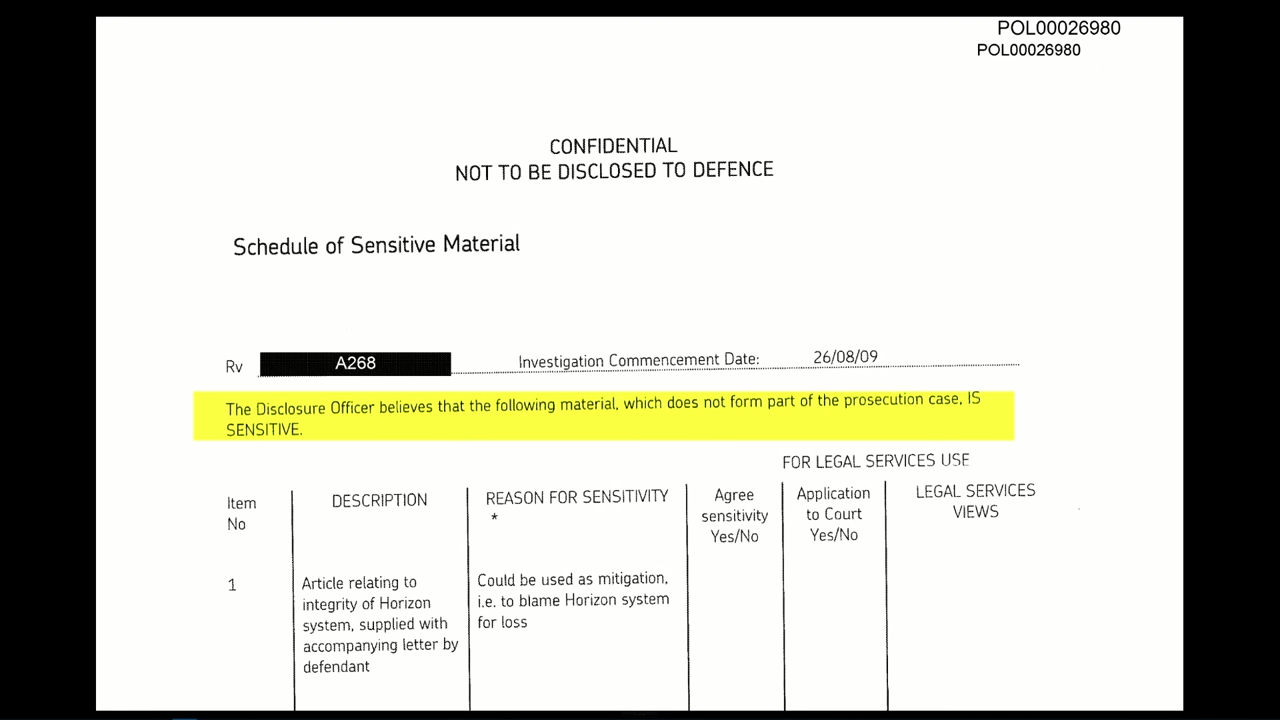 POL00026980
POL00026980
CONFIDENTIAL
NOT TO BE DISCLOSED TO DEFENCE
Schedule of Sensitive Material
Rv A268 Investigation Commencement Date: 26/08/09
The Disclosure Officer believes that the following material, which does not form part of the prosecution case, IS
SENSITIVE.
FOR LEGAL SERVICES USE
Item
No
DESCRIPTION
REASON FOR SENSITIVITY
*
Agree
sensitivity
Yes/No
Application
to Court
Yes/No
LEGAL SERVICES
VIEWS
1
Article relating to
integrity of Horizon
system, supplied with
accompanying letter by
defendant
Could be used as mitigation,
i.e. to blame Horizon system
for loss